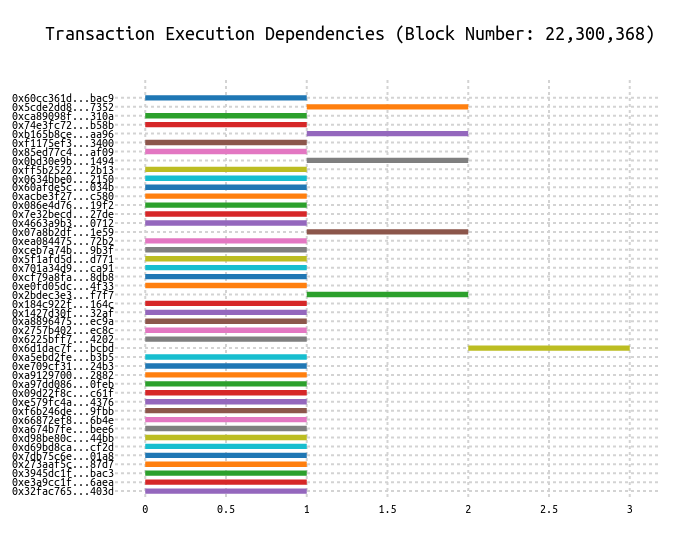 Transaction Execution Dependencies (Block Number: 22,300,368)
0x60cc361d...bac9
0x5cde2dd8...7352
0xca89098f...310a
0x74e3fc72...b58b
0xb165b8ce...aa96
0xf1175ef3...3400
0x85ed77c4...af09
0x0bd30e9b...1494
0xff5b2522...2b13
0x0634bbe0...2150
0x60afde5c...034b
0xacbe3f27...c580
0x086e4d76...19f2
0x7e32becd...27de
0x4663a9b3...0712
0x07a8b2df...1e59
0xea084475...72b2
0xceb7a74b...9b3f
0x5f1afd5d...d771
0x701a34d9...ca91
0xcf79a8fa...8db8
0xe0fd05dc...4f33
0x2bdec3e3...f7f7
0x184c922f...164c
0x1427d30f...32af
0xa8896475...ec9a
0x2757b402...ec8c
0x6225bff7...4202
0x6d1dac7f...bcbd
0xa5ebd2fe...b3b5
0xe709cf31...24b3
0xa9129700...2882
0xa97dd086...0feb
0x09d22f8c...c61f
0xe579fc4a...4376
0xf6b246de...9fbb
0x66872ef8...6b4e
0xa674b7fe...bee6
0xd98be80c...44bb
0xd69bd8ca...cf2d
0x7db75c6e...01a8
0x273aaf5c...87d7
0x3945dc1f...bac3
0xe3a9cc1f...6aea
0x32fac765...403d
0 0.5 1 1.5 2 2.5 3